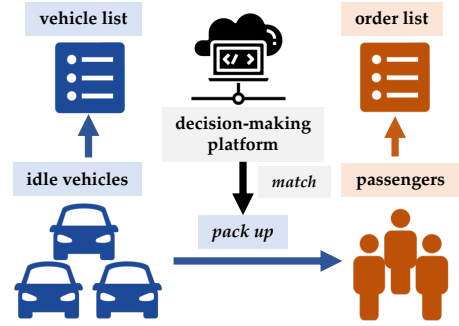 vehicle list
order list
</>
decision-making
platform
idle vehicles
match
passengers
pack up